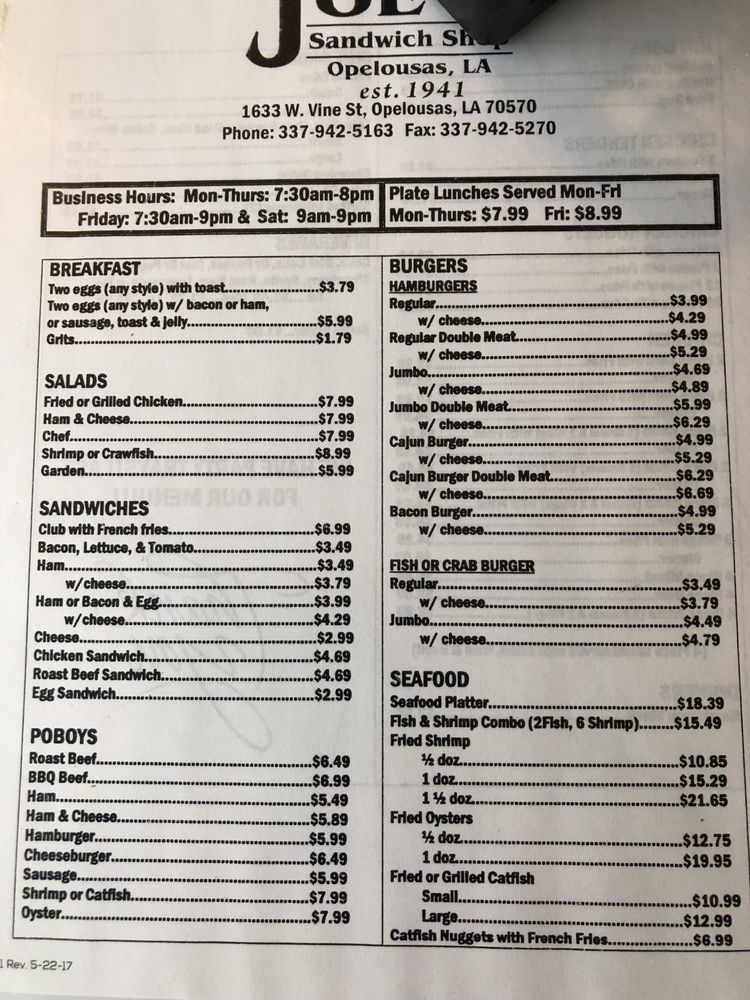 JOE
Sandwich Shop
Opelousas, LA
est. 1941
1633 W. Vine St, Opelousas, LA 70570
Phone: 337-942-5163 Fax: 337-942-5270
Business Hours: Mon-Thurs: 7:30am-8pm
Friday: 7:30am-9pm & Sat: 9am-9pm
Plate Lunches Served Mon-Fri
Mon-Thurs: $7.99 Fri: $8.99
BREAKFAST
Two eggs (any style) with toast....................$3.79
Two eggs (any style) w/ bacon or ham,
or sausage, toast & jelly............................$5.99
Grits.....................................................$1.79
SALADS
Fried or Grilled Chicken..............................$7.99
Ham & Cheese.........................................$7.99
Chef......................................................$7.99
Shrimp or Crawfish....................................$8.99
Garden..................................................$5.99
SANDWICHES
Club with French fries................................$6.99
Bacon, Lettuce, & Tomato..........................$3.49
Ham......................................................$3.49
w/cheese.........................................$3.79
Ham or Bacon & Egg.................................$3.99
w/cheese.........................................$4.29
Cheese..................................................$2.99
Chicken Sandwich....................................$4.69
Roast Beef Sandwich................................$4.69
Egg Sandwich.........................................$2.99
POBOYS
Roast Beef.............................................$6.49
BBQ Beef...............................................$6.99
Ham......................................................$5.49
Ham & Cheese.........................................$5.89
Hamburger.............................................$5.99
Cheeseburger..........................................$6.49
Sausage.................................................$5.99
Shrimp or Catfish.....................................$7.99
Oyster...................................................$7.99
BURGERS
HAMBURGERS
Regular..................................................$3.99
w/ cheese........................................$4.29
Regular Double Meat.................................$4.99
w/ cheese........................................$5.29
Jumbo...................................................$4.69
w/ cheese........................................$4.89
Jumbo Double Meat..................................$5.99
w/ cheese........................................$6.29
Cajun Burger...........................................$4.99
w/ cheese........................................$5.29
Cajun Burger Double Meat..........................$6.29
w/ cheese........................................$6.69
Bacon Burger..........................................$4.99
w/ cheese........................................$5.29
FISH OR CRAB BURGER
Regular..................................................$3.49
w/ cheese........................................$3.79
Jumbo...................................................$4.49
w/ cheese........................................$4.79
SEAFOOD
Seafood Platter.......................................$18.39
Fish & Shrimp Combo (2Fish, 6 Shrimp)........$15.49
Fried Shrimp
½ doz.............................................$10.85
1 doz..............................................$15.29
1 ½ doz...........................................$21.65
Fried Oysters
½ doz.............................................$12.75
1 doz..............................................$19.95
Fried or Grilled Catfish
Small..............................................$10.99
Large..............................................$12.99
Catfish Nuggets with French Fries................$6.99
Rev. 5-22-17